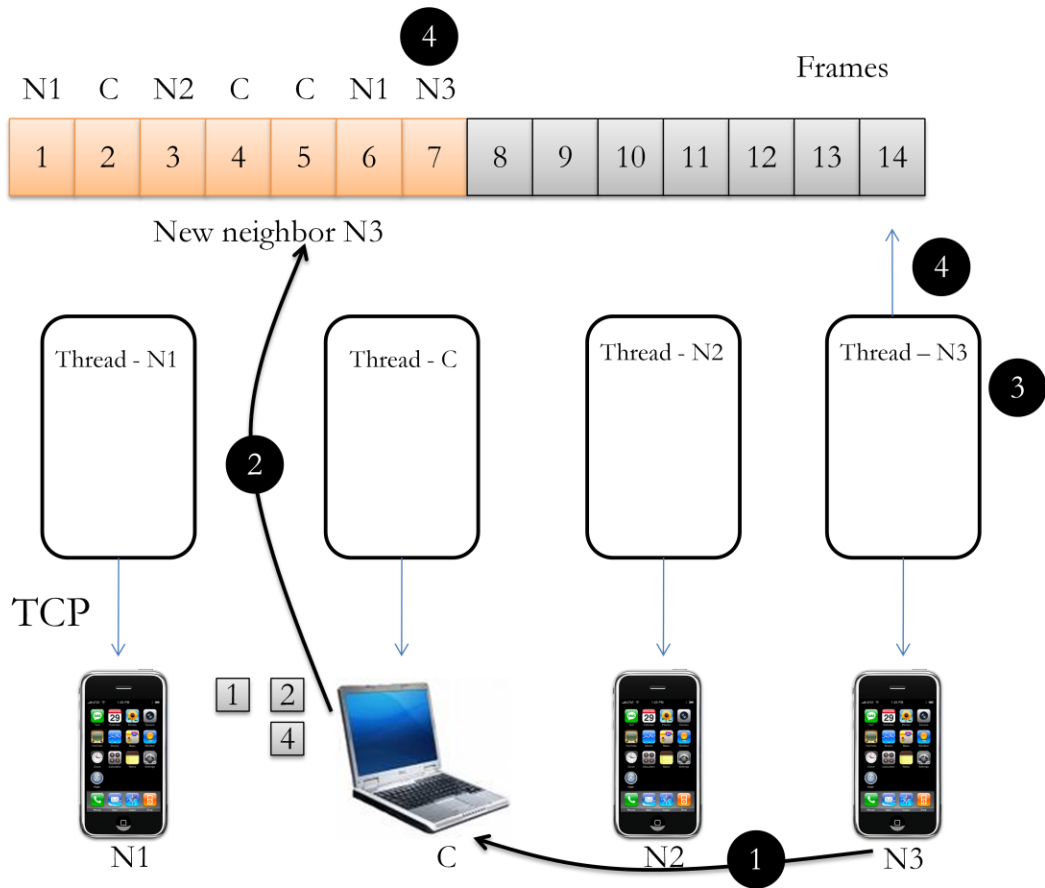 4
Frames
N1 C N2 C C N1 N3
1 2 3 4 5 6 7 8 9 10 11 12 13 14
New neighbor N3
4
Thread - N1
Thread - C
Thread - N2
Thread – N3
3
2
TCP
1 2
4
N1
C
N2
N3
1